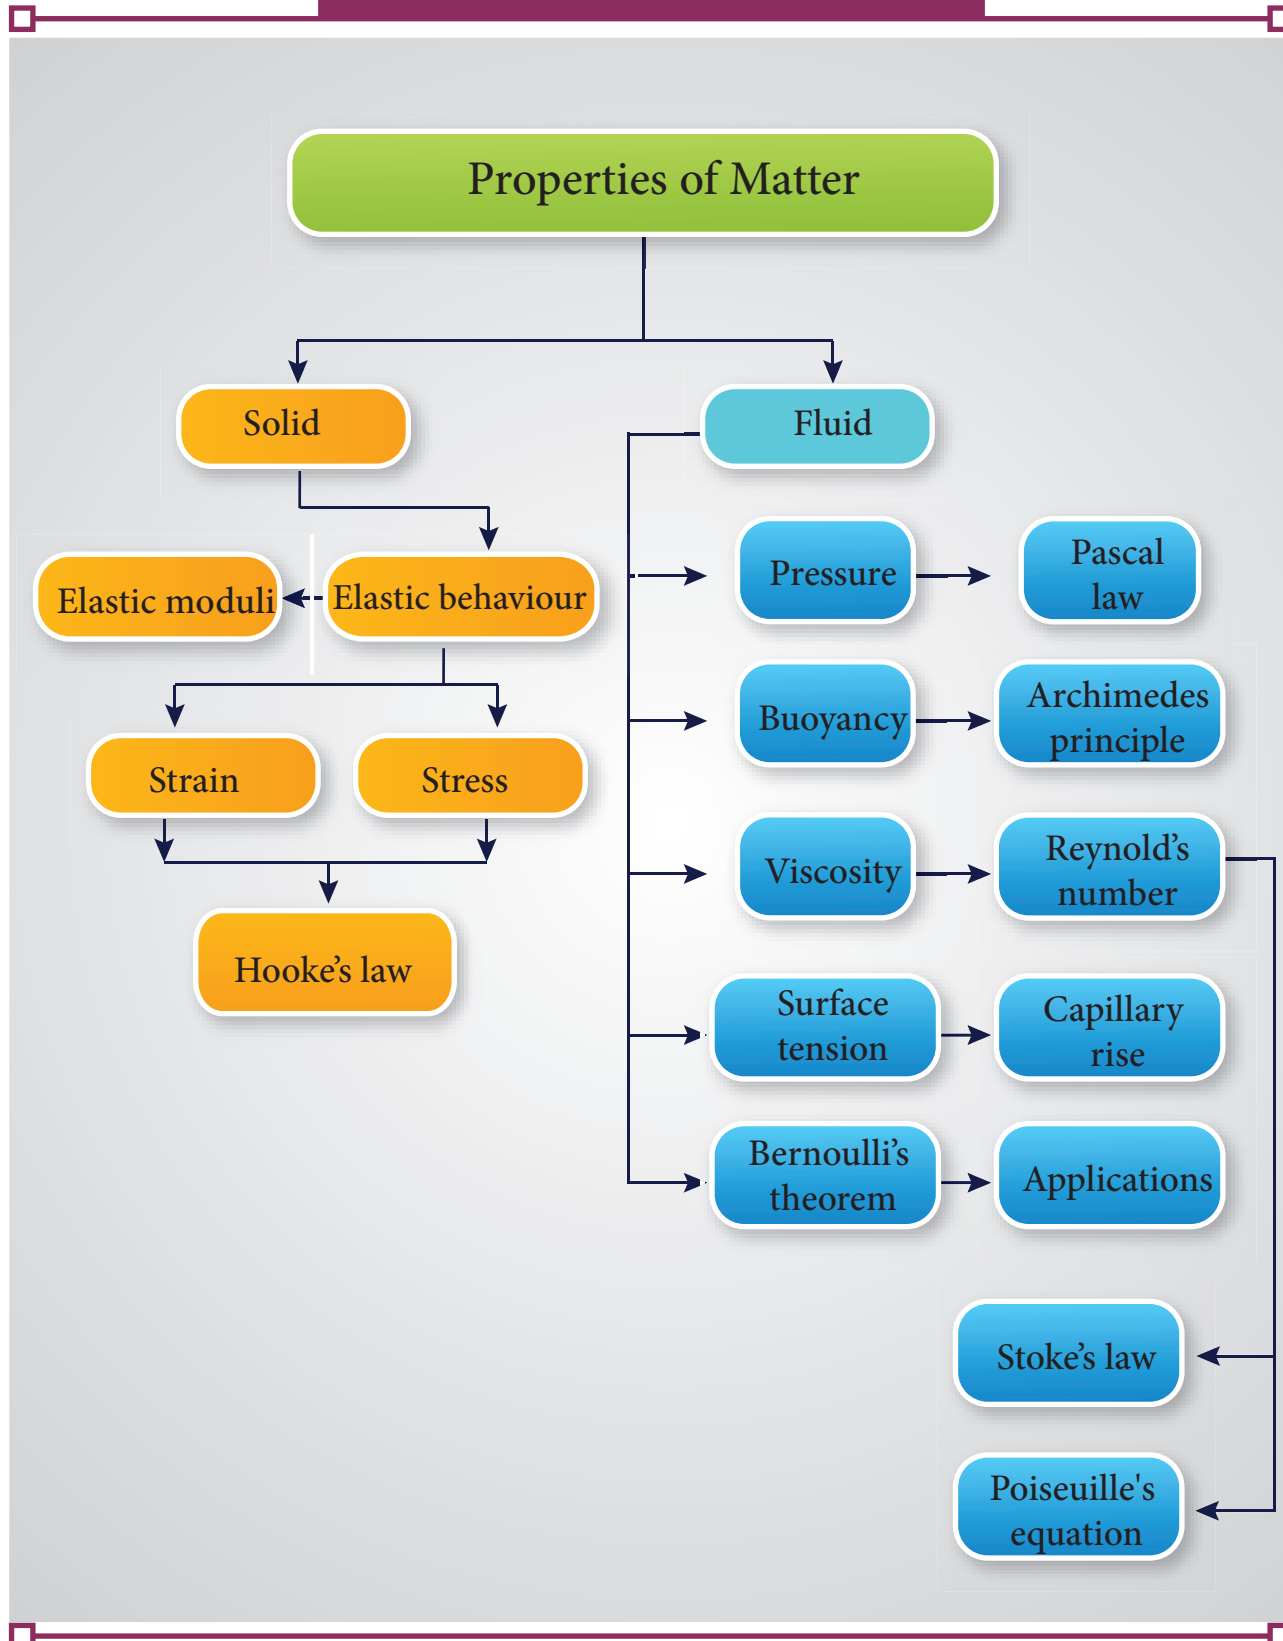 Properties of Matter
Solid
Fluid
Elastic moduli
Elastic behaviour
Strain
Stress
Hooke’s law
Pressure
Pascal
law
Buoyancy
Archimedes
principle
Viscosity
Reynold’s
number
Surface
tension
Capillary
rise
Bernoulli’s
theorem
Applications
Stoke’s law
Poiseuille's
equation